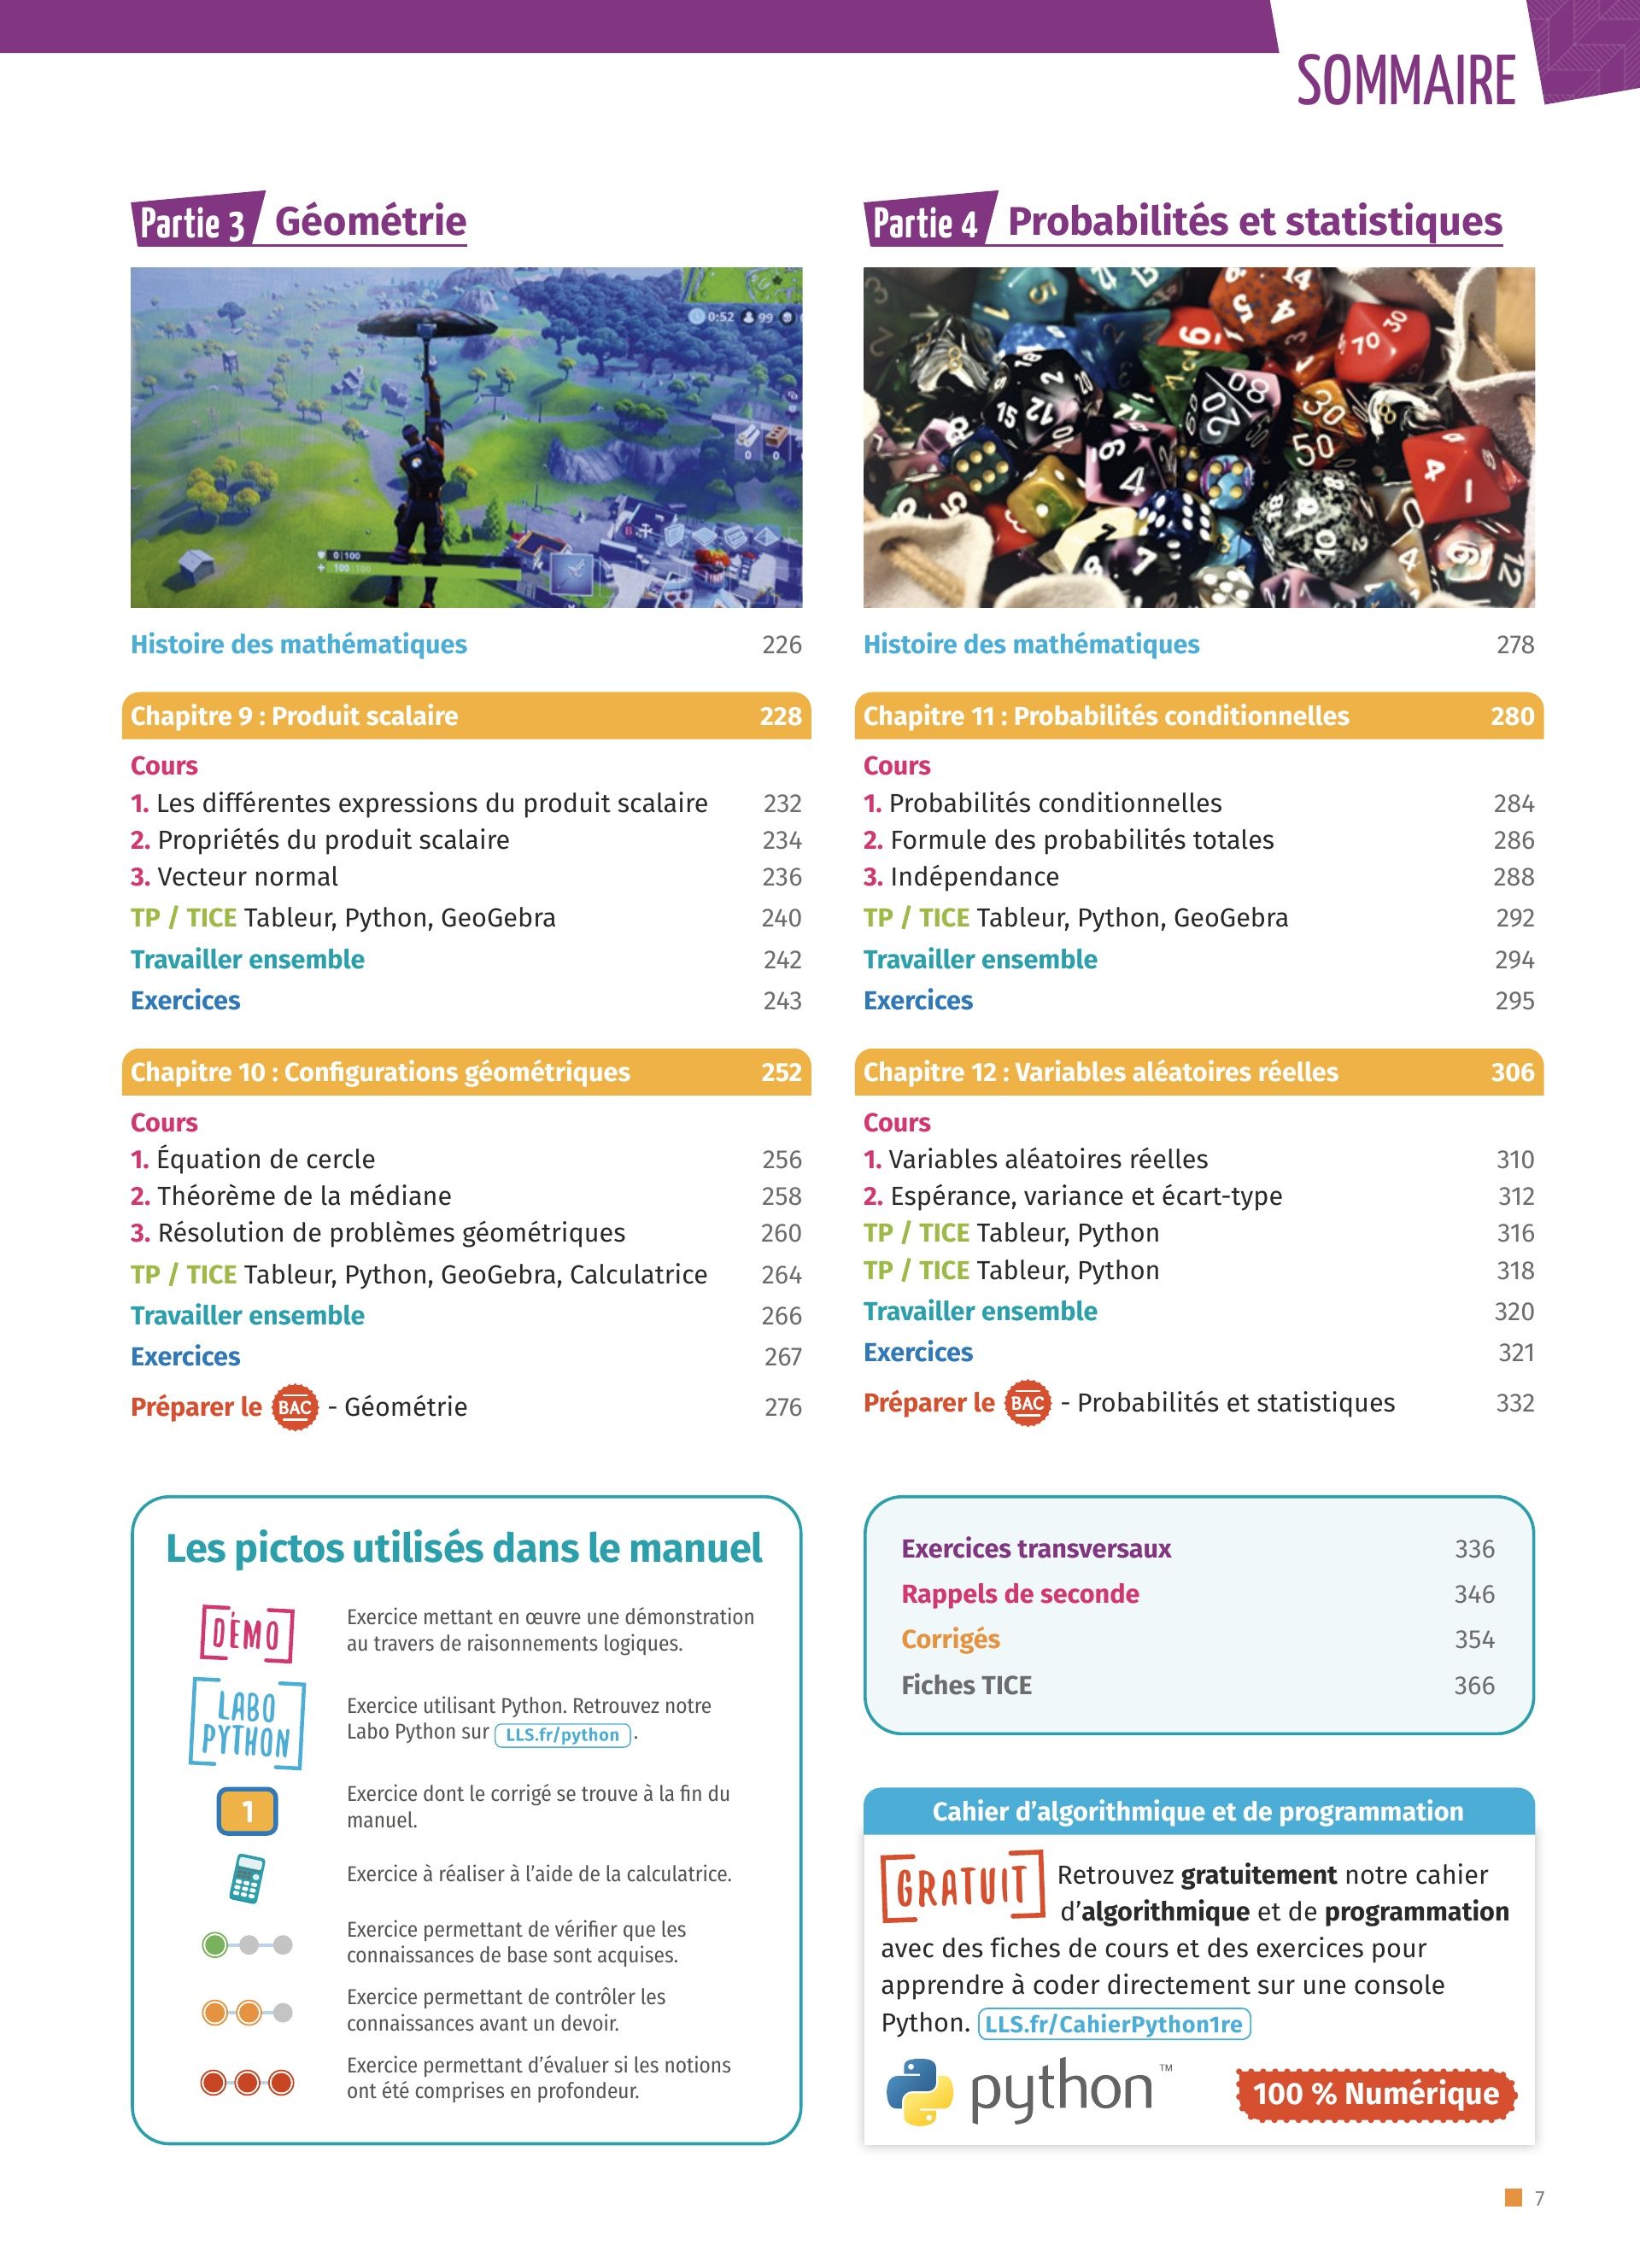 SOMMAIRE
Partie 3 Géométrie
0:52 99
0 0
0|100
100|100
Histoire des mathématiques 226
Chapitre 9 : Produit scalaire 228
Cours
1. Les différentes expressions du produit scalaire 232
2. Propriétés du produit scalaire 234
3. Vecteur normal 236
TP / TICE Tableur, Python, GeoGebra 240
Travailler ensemble 242
Exercices 243
Chapitre 10 : Configurations géométriques 252
Cours
1. Équation de cercle 256
2. Théorème de la médiane 258
3. Résolution de problèmes géométriques 260
TP / TICE Tableur, Python, GeoGebra, Calculatrice 264
Travailler ensemble 266
Exercices 267
Préparer le BAC - Géométrie 276
Partie 4 Probabilités et statistiques
Histoire des mathématiques 278
Chapitre 11 : Probabilités conditionnelles 280
Cours
1. Probabilités conditionnelles 284
2. Formule des probabilités totales 286
3. Indépendance 288
TP / TICE Tableur, Python, GeoGebra 292
Travailler ensemble 294
Exercices 295
Chapitre 12 : Variables aléatoires réelles 306
Cours
1. Variables aléatoires réelles 310
2. Espérance, variance et écart-type 312
TP / TICE Tableur, Python 316
TP / TICE Tableur, Python 318
Travailler ensemble 320
Exercices 321
Préparer le BAC - Probabilités et statistiques 332
Les pictos utilisés dans le manuel
DÉMO
Exercice mettant en œuvre une démonstration
au travers de raisonnements logiques.
LABO
PYTHON
Exercice utilisant Python. Retrouvez notre
Labo Python sur LLS.fr/python .
1
Exercice dont le corrigé se trouve à la fin du
manuel.
Exercice à réaliser à l'aide de la calculatrice.
Exercice permettant de vérifier que les
connaissances de base sont acquises.
Exercice permettant de contrôler les
connaissances avant un devoir.
Exercice permettant d'évaluer si les notions
ont été comprises en profondeur.
Exercices transversaux 336
Rappels de seconde 346
Corrigés 354
Fiches TICE 366
Cahier d'algorithmique et de programmation
GRATUIT Retrouvez gratuitement notre cahier
d'algorithmique et de programmation
avec des fiches de cours et des exercices pour
apprendre à coder directement sur une console
Python. LLS.fr/CahierPython1re
python™
100 % Numérique
7